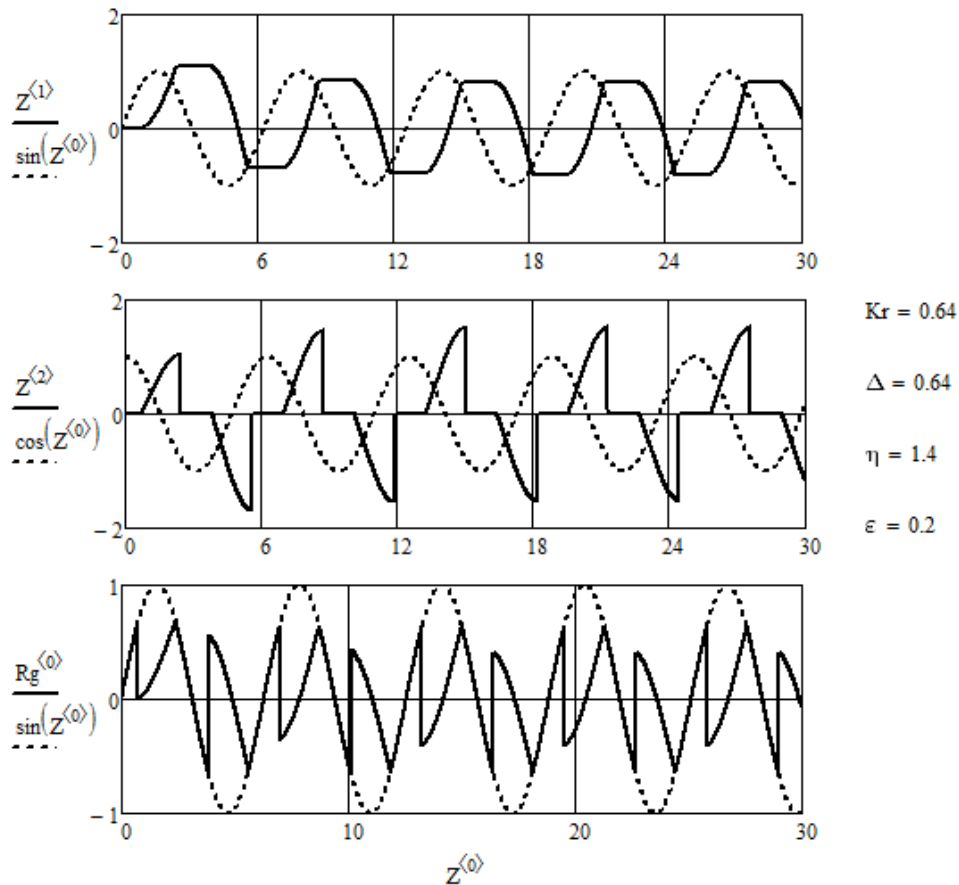 2
Z⟨1⟩
0
sin(Z⟨0⟩)
−2
0 6 12 18 24 30
2
Kr = 0.64
Z⟨2⟩
Δ = 0.64
0
cos(Z⟨0⟩)
η = 1.4
−2
ε = 0.2
0 6 12 18 24 30
1
Rg⟨0⟩
0
sin(Z⟨0⟩)
−1
0 10 20 30
Z⟨0⟩